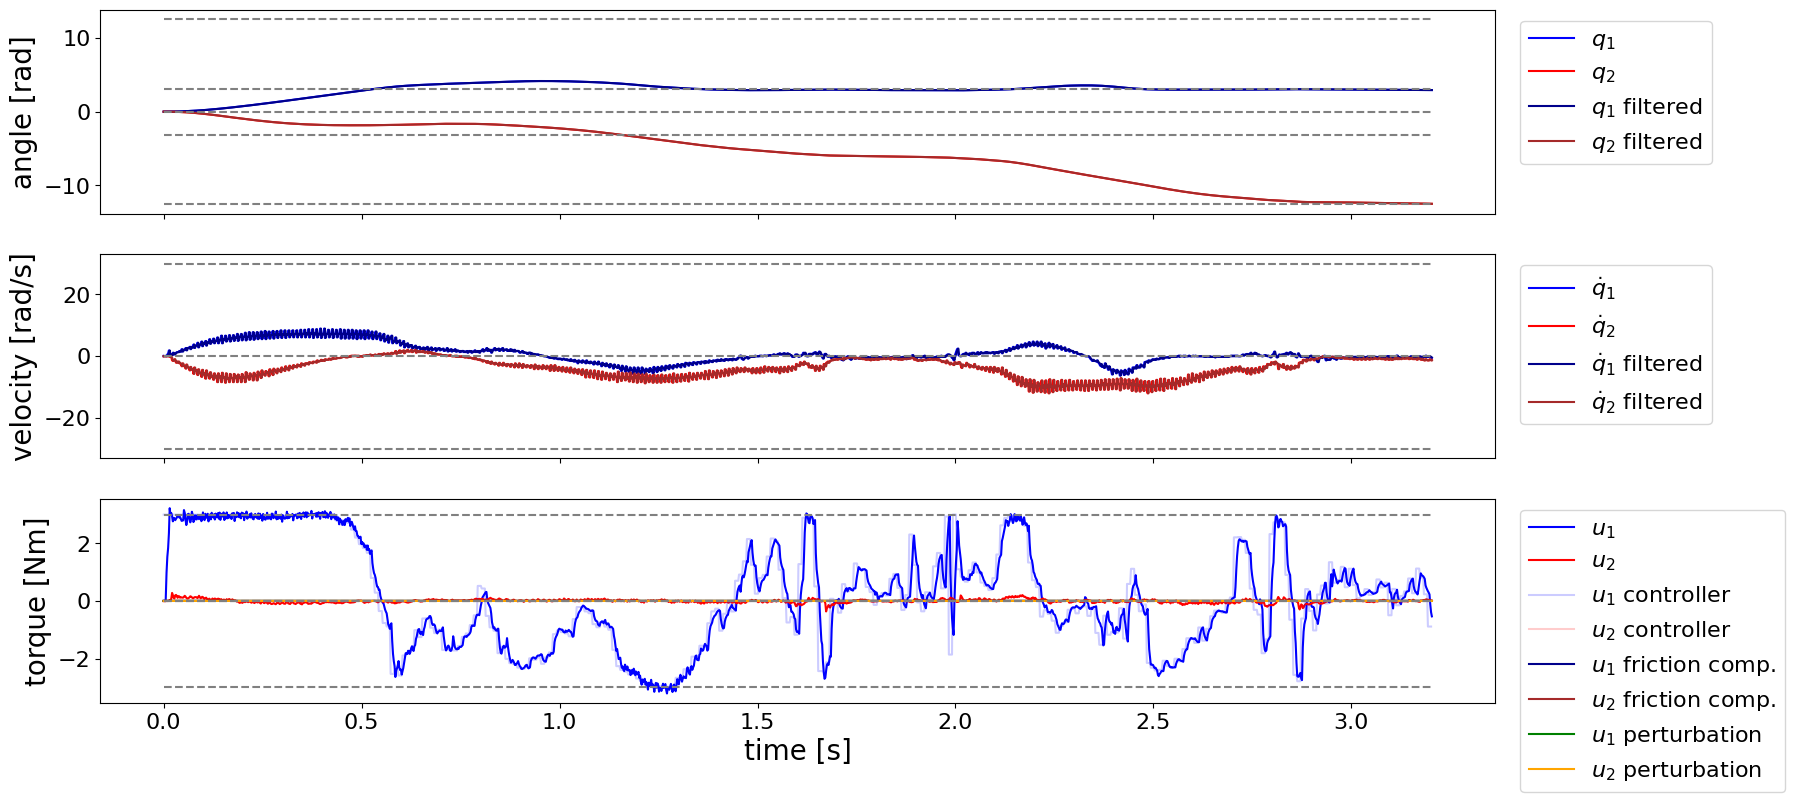 angle [rad]
10
0
−10
q₁
q₂
q₁ filtered
q₂ filtered
velocity [rad/s]
20
0
−20
q̇₁
q̇₂
q̇₁ filtered
q̇₂ filtered
torque [Nm]
2
0
−2
0.0 0.5 1.0 1.5 2.0 2.5 3.0
time [s]
u₁
u₂
u₁ controller
u₂ controller
u₁ friction comp.
u₂ friction comp.
u₁ perturbation
u₂ perturbation